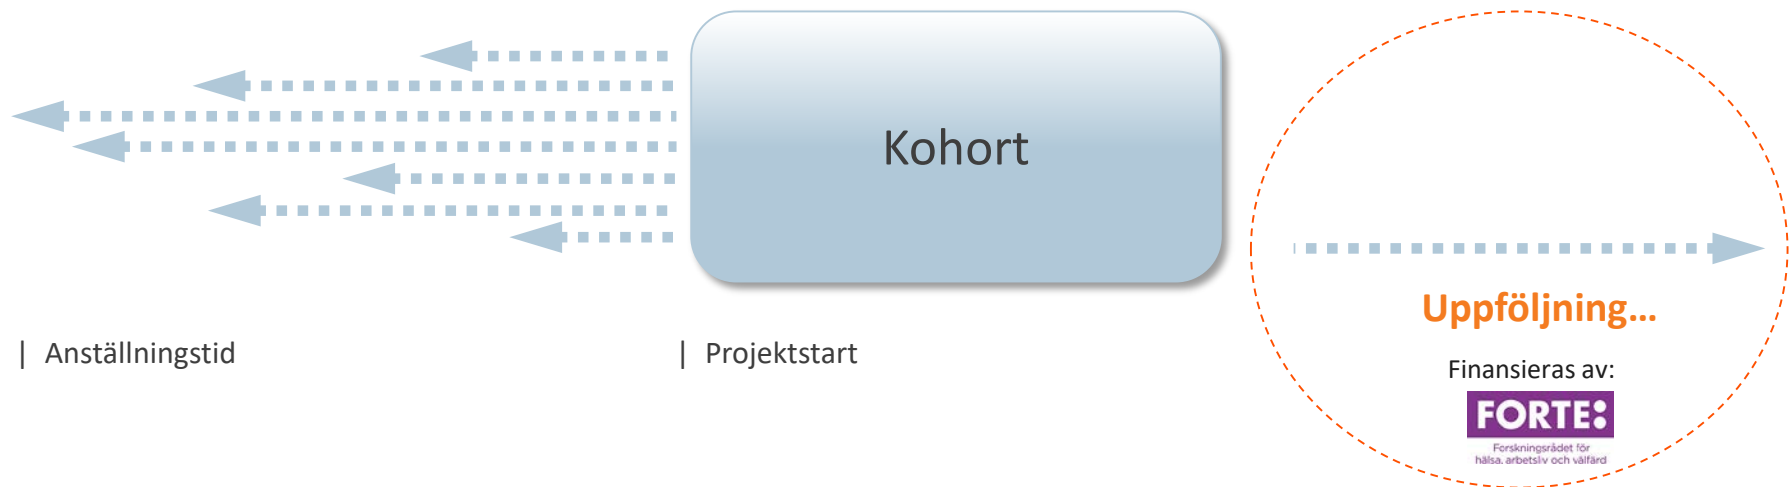 Kohort
Uppföljning...
| Anställningstid
| Projektstart
Finansieras av:
FORTE:
Forskningsrådet för
hälsa, arbetsliv och välfärd